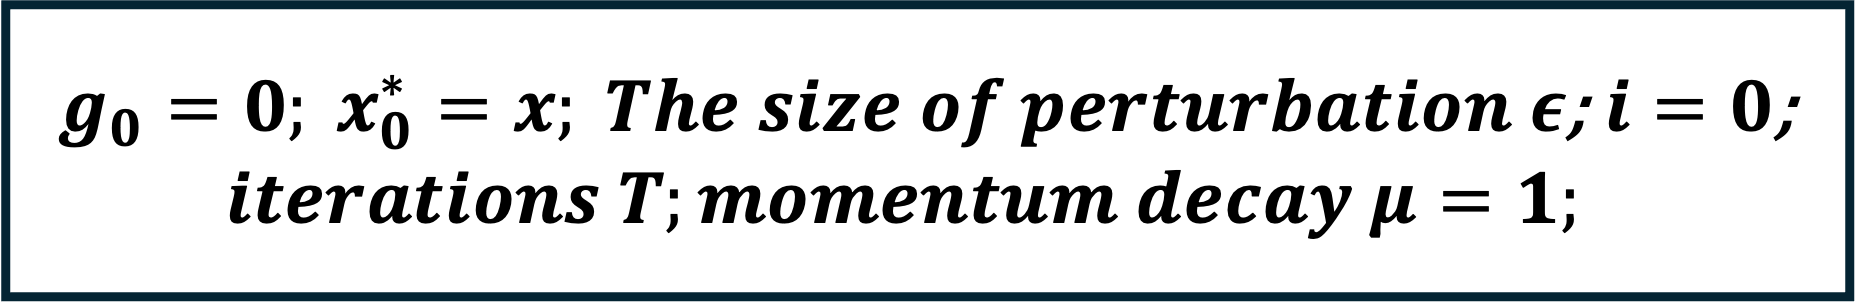 g₀ = 0; x₀* = x; The size of perturbation ϵ; i = 0;
iterations T; momentum decay μ = 1;